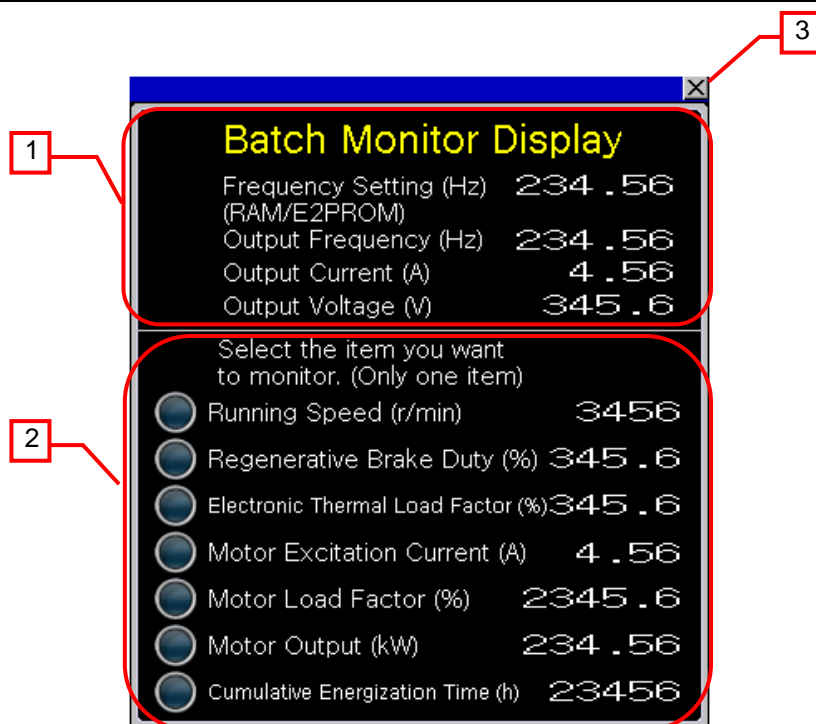 3
1
Batch Monitor Display
Frequency Setting (Hz) 234.56
(RAM/E2PROM)
Output Frequency (Hz) 234.56
Output Current (A) 4.56
Output Voltage (V) 345.6
Select the item you want
to monitor. (Only one item)
Running Speed (r/min) 3456
2
Regenerative Brake Duty (%) 345.6
Electronic Thermal Load Factor (%) 345.6
Motor Excitation Current (A) 4.56
Motor Load Factor (%) 2345.6
Motor Output (kW) 234.56
Cumulative Energization Time (h) 23456